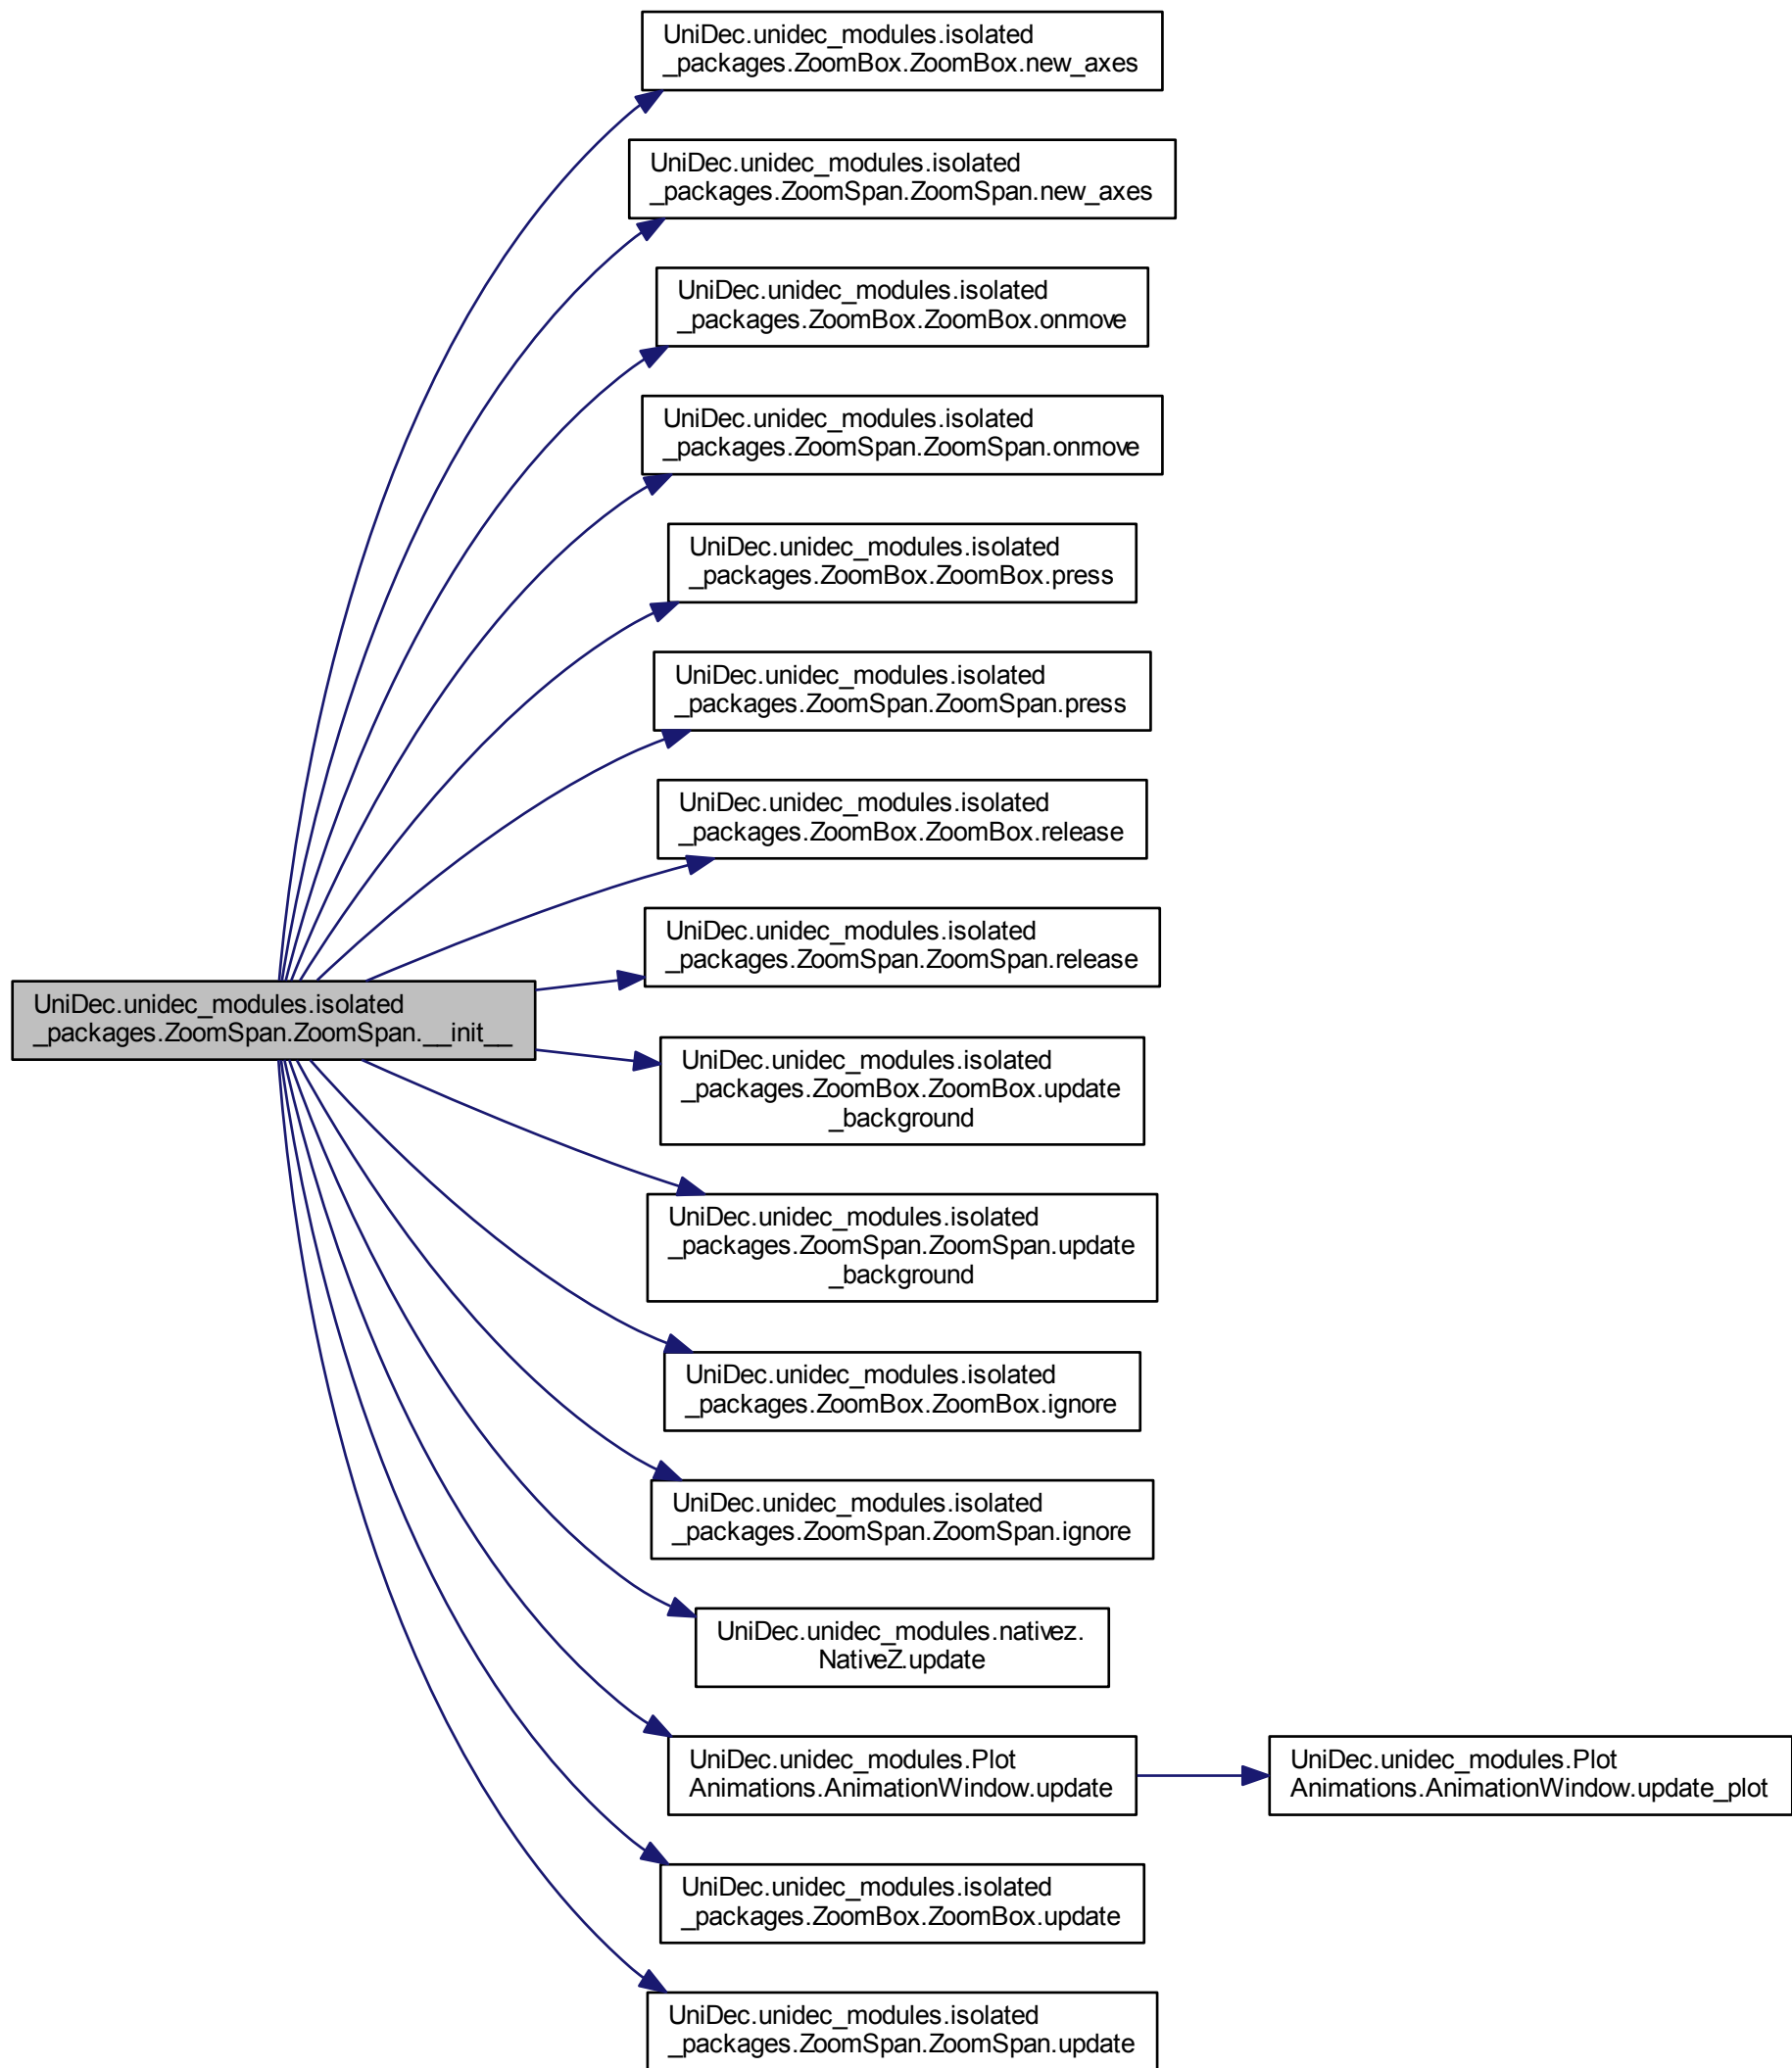 UniDec.unidec_modules.isolated
_packages.ZoomBox.ZoomBox.new_axes
UniDec.unidec_modules.isolated
_packages.ZoomSpan.ZoomSpan.new_axes
UniDec.unidec_modules.isolated
_packages.ZoomBox.ZoomBox.onmove
UniDec.unidec_modules.isolated
_packages.ZoomSpan.ZoomSpan.onmove
UniDec.unidec_modules.isolated
_packages.ZoomBox.ZoomBox.press
UniDec.unidec_modules.isolated
_packages.ZoomSpan.ZoomSpan.press
UniDec.unidec_modules.isolated
_packages.ZoomBox.ZoomBox.release
UniDec.unidec_modules.isolated
_packages.ZoomSpan.ZoomSpan.release
UniDec.unidec_modules.isolated
_packages.ZoomSpan.ZoomSpan.__init__
UniDec.unidec_modules.isolated
_packages.ZoomBox.ZoomBox.update
_background
UniDec.unidec_modules.isolated
_packages.ZoomSpan.ZoomSpan.update
_background
UniDec.unidec_modules.isolated
_packages.ZoomBox.ZoomBox.ignore
UniDec.unidec_modules.isolated
_packages.ZoomSpan.ZoomSpan.ignore
UniDec.unidec_modules.nativez.
NativeZ.update
UniDec.unidec_modules.Plot
Animations.AnimationWindow.update
UniDec.unidec_modules.Plot
Animations.AnimationWindow.update_plot
UniDec.unidec_modules.isolated
_packages.ZoomBox.ZoomBox.update
UniDec.unidec_modules.isolated
_packages.ZoomSpan.ZoomSpan.update